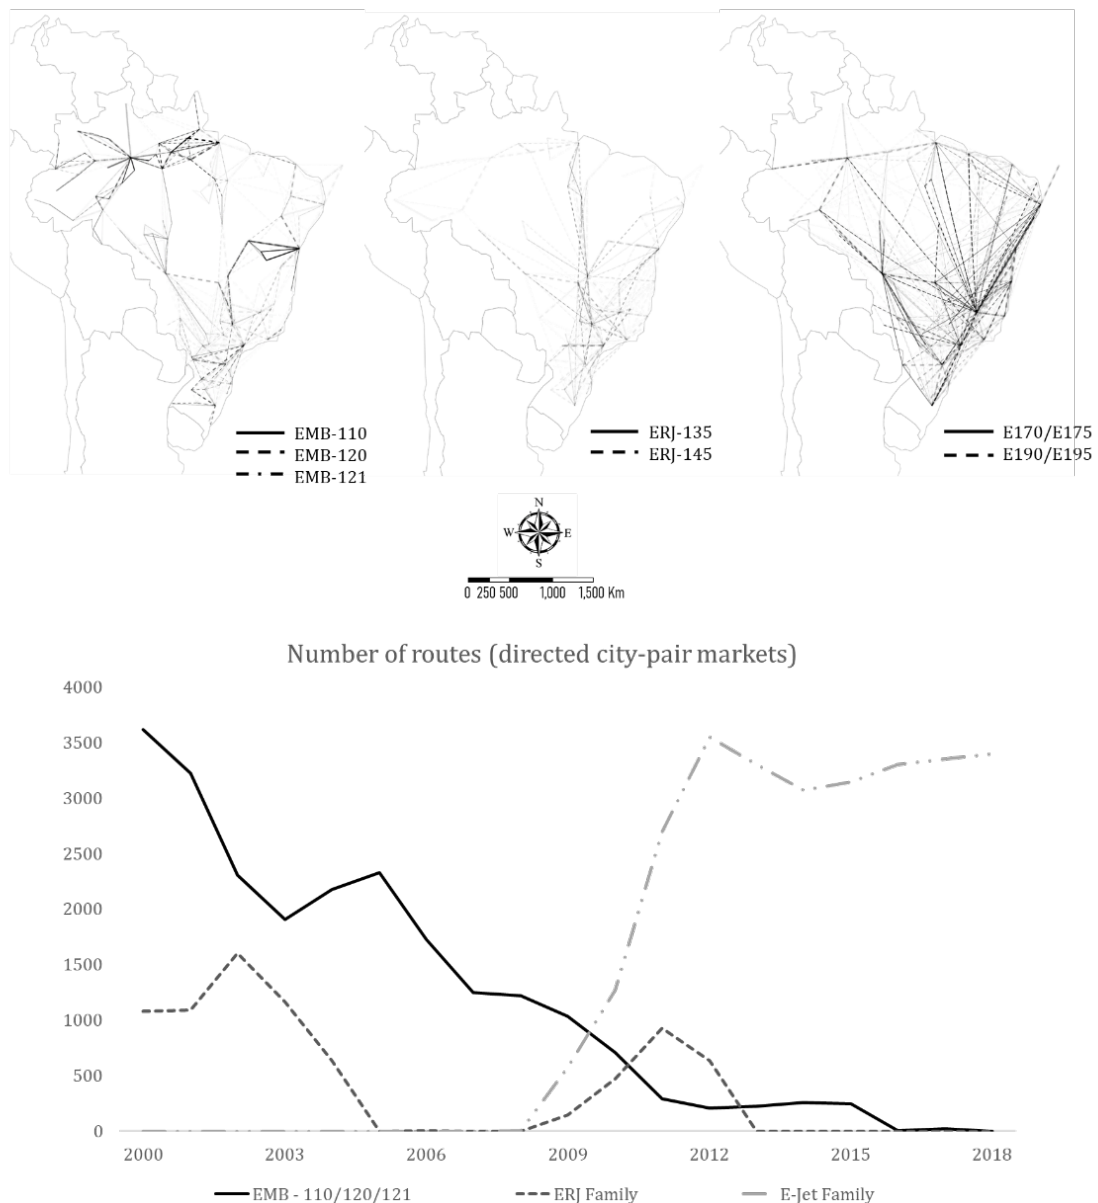 EMB-110
EMB-120
EMB-121
ERJ-135
ERJ-145
E170/E175
E190/E195
N
W E
S
0 250 500 1,000 1,500 Km
Number of routes (directed city-pair markets)
4000
3500
3000
2500
2000
1500
1000
500
0
2000 2003 2006 2009 2012 2015 2018
EMB - 110/120/121 ERJ Family E-Jet Family